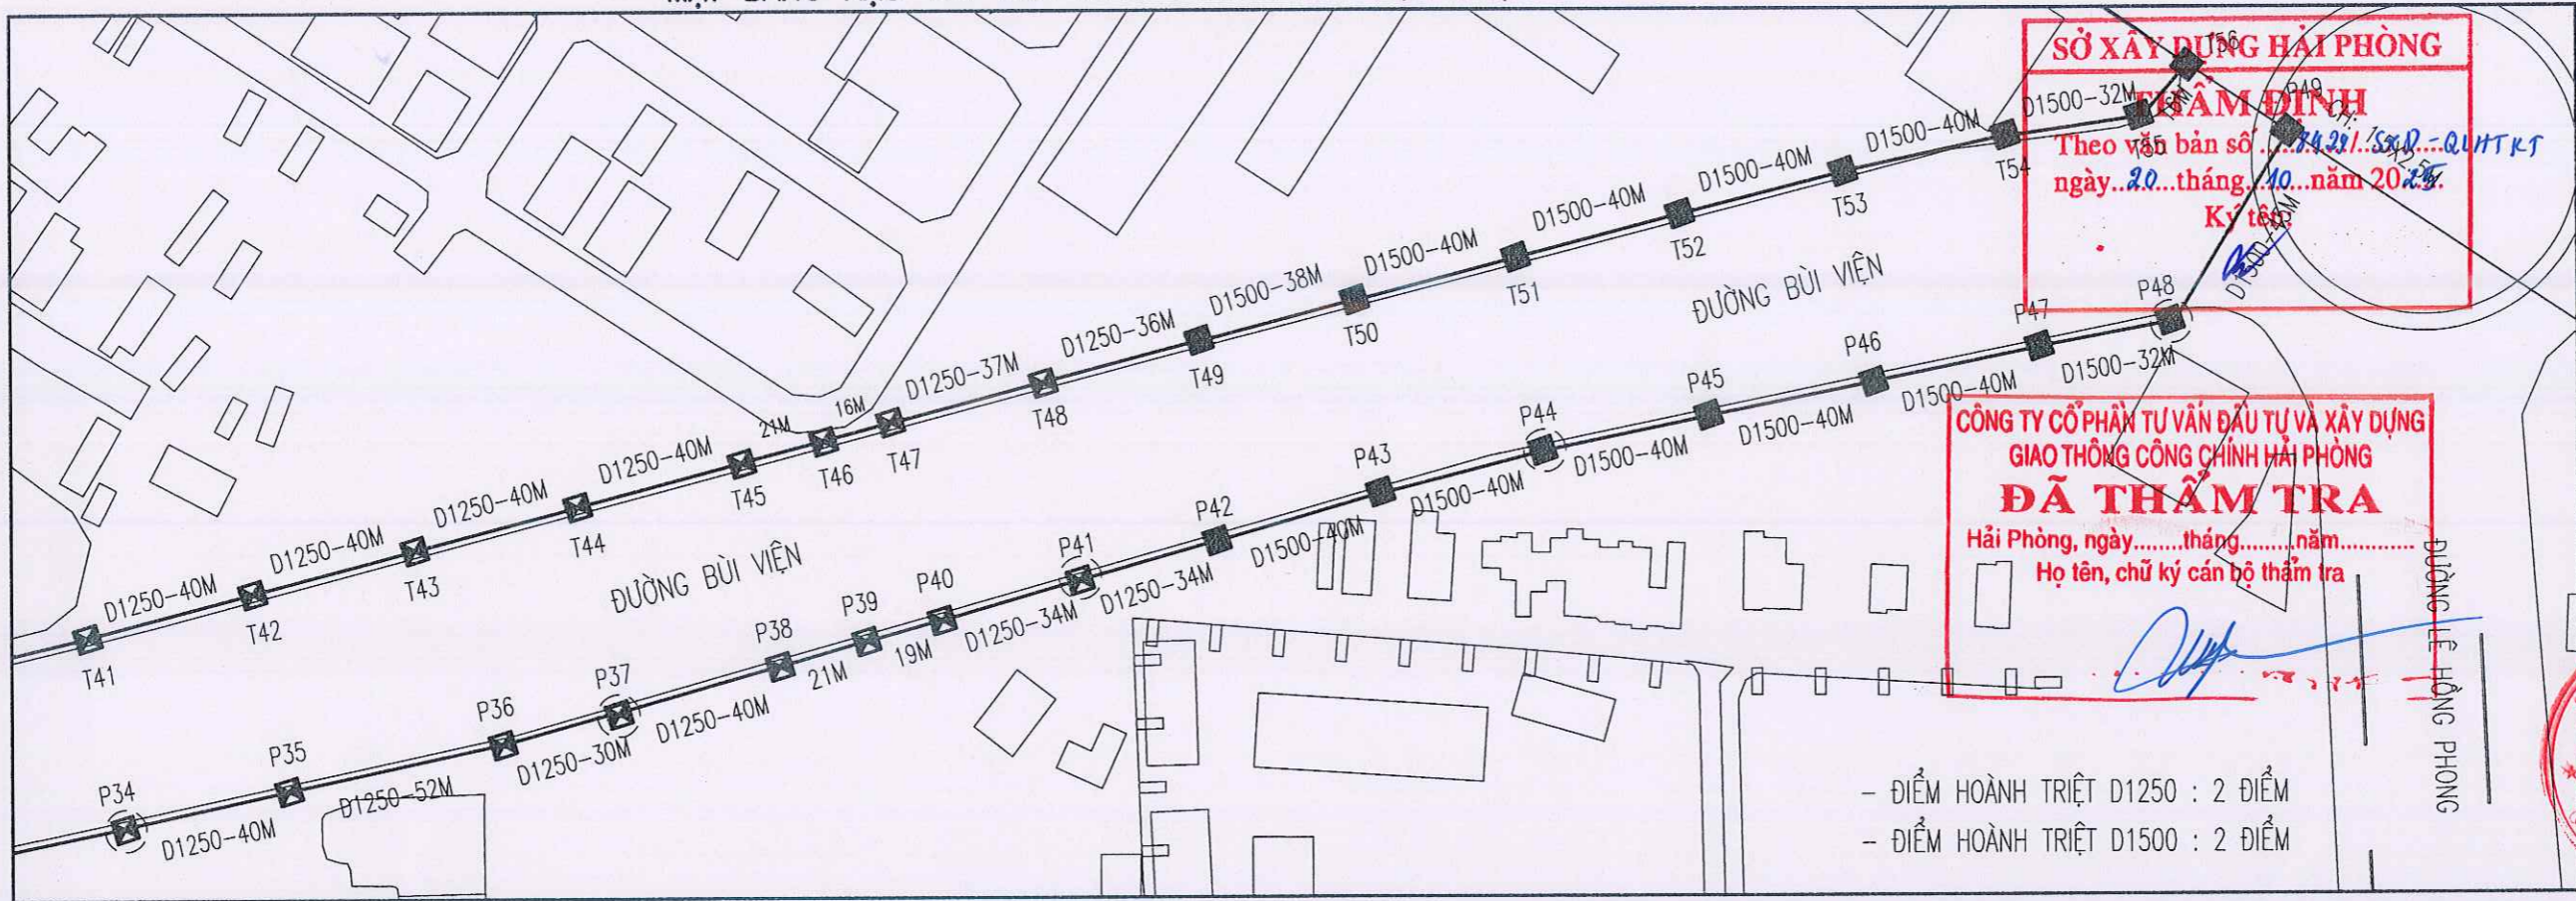 SỞ XÂY DỰNG HẢI PHÒNG
THẨM ĐỊNH
Theo văn bản số
SXD-QLHTKT
ngày..20...tháng..10...năm 2025.
Ký tên:
T56
16M
P49
D1500-32M
T55
D1500-40M
T54
D1500-40M
T53
D1500-40M
T52
D1500-40M
T51
D1500-38M
T50
D1250-36M
T49
D1250-37M
T48
16M
T47
21M
T46
D1250-40M
T45
D1250-40M
T44
D1250-40M
T43
D1250-40M
T42
T41
ĐƯỜNG BÙI VIỆN
ĐƯỜNG BÙI VIỆN
P34
D1250-40M
P35
D1250-52M
P36
D1250-30M
P37
D1250-40M
P38
21M
P39
19M
P40
D1250-34M
P41
D1250-34M
P42
D1500-40M
P43
D1500-40M
P44
D1500-40M
P45
D1500-40M
P46
D1500-40M
P47
D1500-32M
P48
CÔNG TY CỔ PHẦN TƯ VẤN ĐẦU TƯ VÀ XÂY DỰNG
GIAO THÔNG CÔNG CHÍNH HẢI PHÒNG
ĐÃ THẨM TRA
Hải Phòng, ngày........tháng.........năm............
Họ tên, chữ ký cán bộ thẩm tra
ĐƯỜNG LÊ HỒNG PHONG
- ĐIỂM HOÀNH TRIỆT D1250 : 2 ĐIỂM
- ĐIỂM HOÀNH TRIỆT D1500 : 2 ĐIỂM